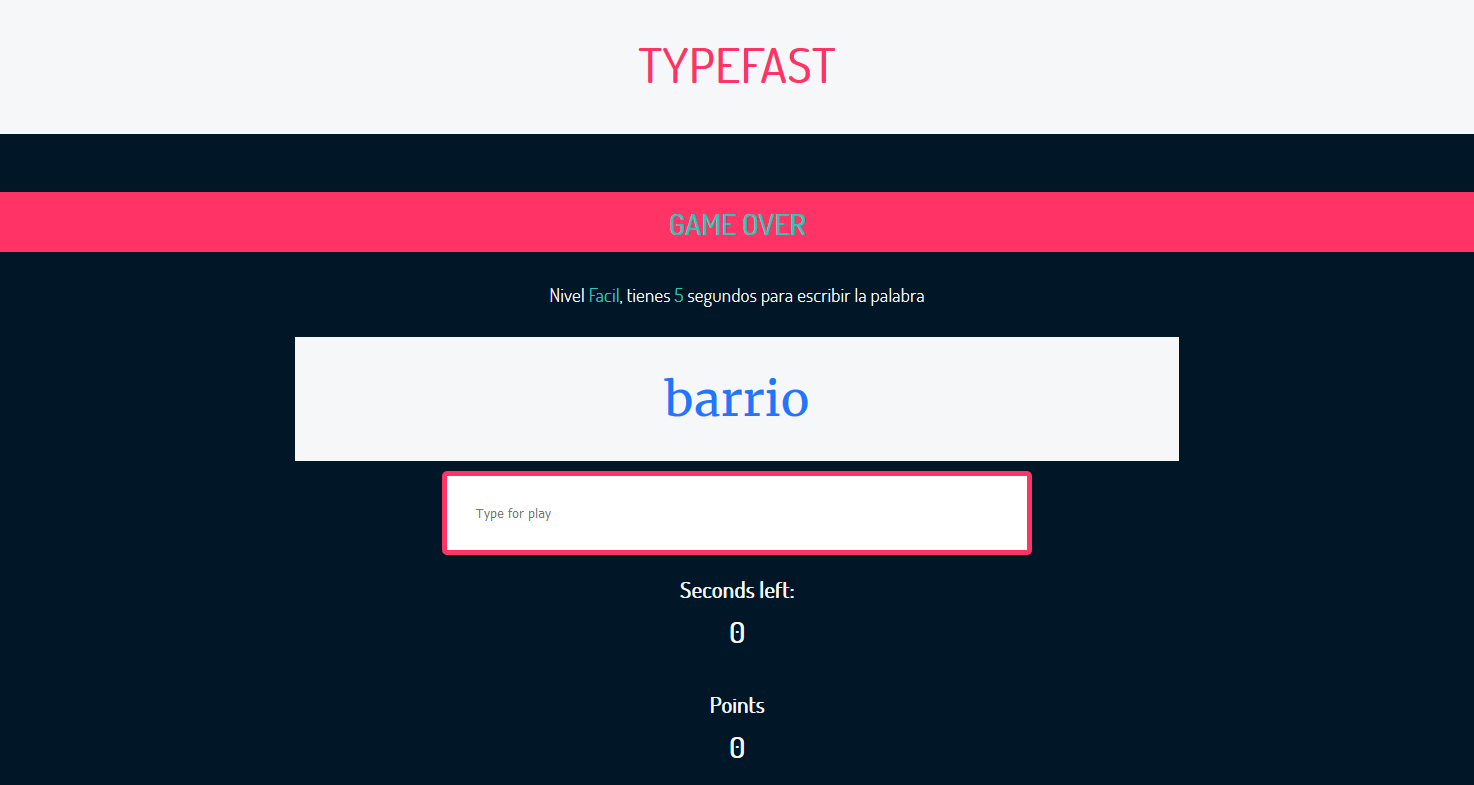 TYPEFAST
GAME OVER
Nivel Facil, tienes 5 segundos para escribir la palabra
barrio
Type for play
Seconds left:
0
Points
0